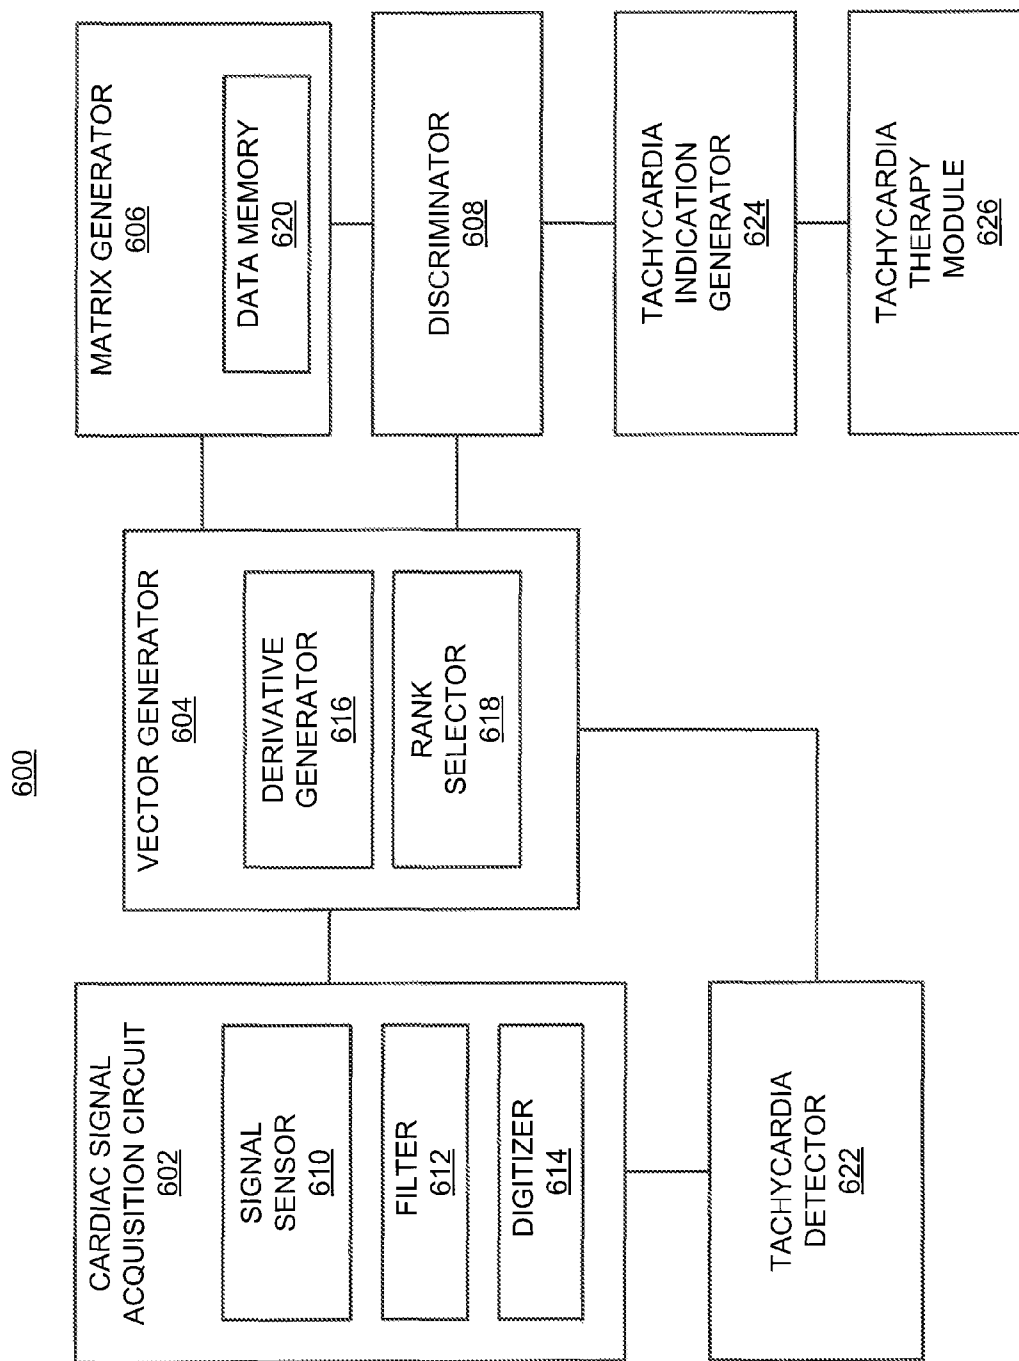 600
CARDIAC SIGNAL
ACQUISITION CIRCUIT
602
SIGNAL
SENSOR
610
FILTER
612
DIGITIZER
614
TACHYCARDIA
DETECTOR
622
VECTOR GENERATOR
604
DERIVATIVE
GENERATOR
616
RANK
SELECTOR
618
MATRIX GENERATOR
606
DATA MEMORY
620
DISCRIMINATOR
608
TACHYCARDIA
INDICATION
GENERATOR
624
TACHYCARDIA
THERAPY
MODULE
626